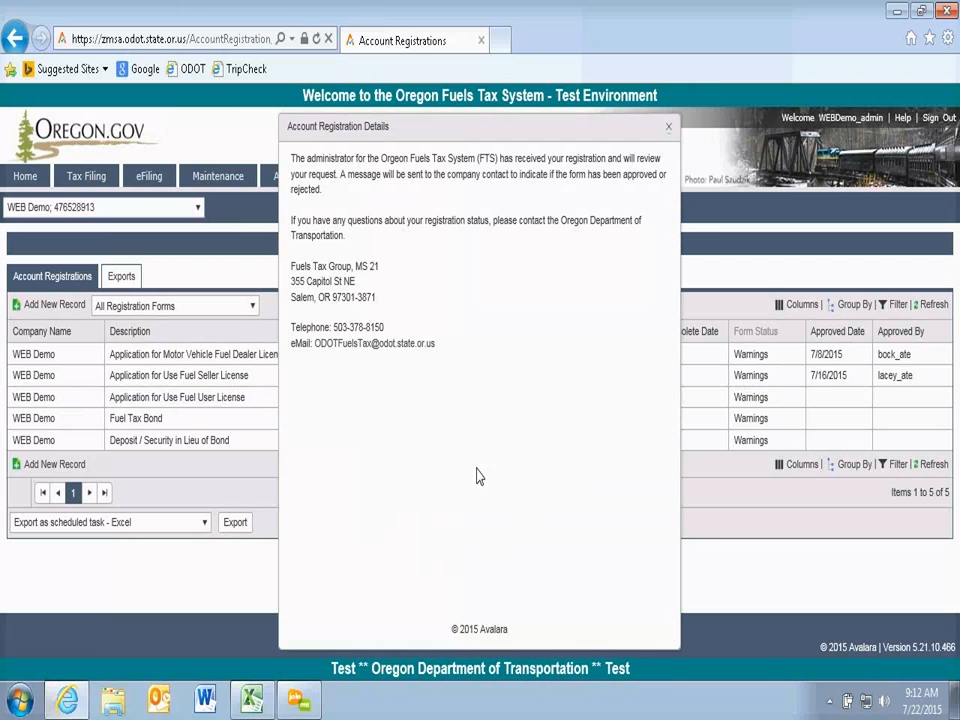 https://zmsa.odot.state.or.us/AccountRegistration,
Account Registrations
Suggested Sites
Google
ODOT
TripCheck
Welcome to the Oregon Fuels Tax System - Test Environment
OREGON.GOV
Welcome WEBDemo_admin | Help | Sign Out
Photo: Paul Saudzik
Home
Tax Filing
eFiling
Maintenance
A
WEB Demo; 476528913
Account Registration Details
X
The administrator for the Orgeon Fuels Tax System (FTS) has received your registration and will review
your request. A message will be sent to the company contact to indicate if the form has been approved or
rejected.
If you have any questions about your registration status, please contact the Oregon Department of
Transportation.
Fuels Tax Group, MS 21
355 Capitol St NE
Salem, OR 97301-3871
Telephone: 503-378-8150
eMail: ODOTFuelsTax@odot.state.or.us
© 2015 Avalara
Account Registrations
Exports
Add New Record
All Registration Forms
Columns | Group By | Filter | Refresh
Company Name
Description
olete Date
Form Status
Approved Date
Approved By
WEB Demo
Application for Motor Vehicle Fuel Dealer Licen
Warnings
7/8/2015
bock_ate
WEB Demo
Application for Use Fuel Seller License
Warnings
7/16/2015
lacey_ate
WEB Demo
Application for Use Fuel User License
Warnings
WEB Demo
Fuel Tax Bond
Warnings
WEB Demo
Deposit / Security in Lieu of Bond
Warnings
Add New Record
Columns | Group By | Filter | Refresh
1
Items 1 to 5 of 5
Export as scheduled task - Excel
Export
© 2015 Avalara | Version 5.21.10.466
Test ** Oregon Department of Transportation ** Test
9:12 AM
7/22/2015